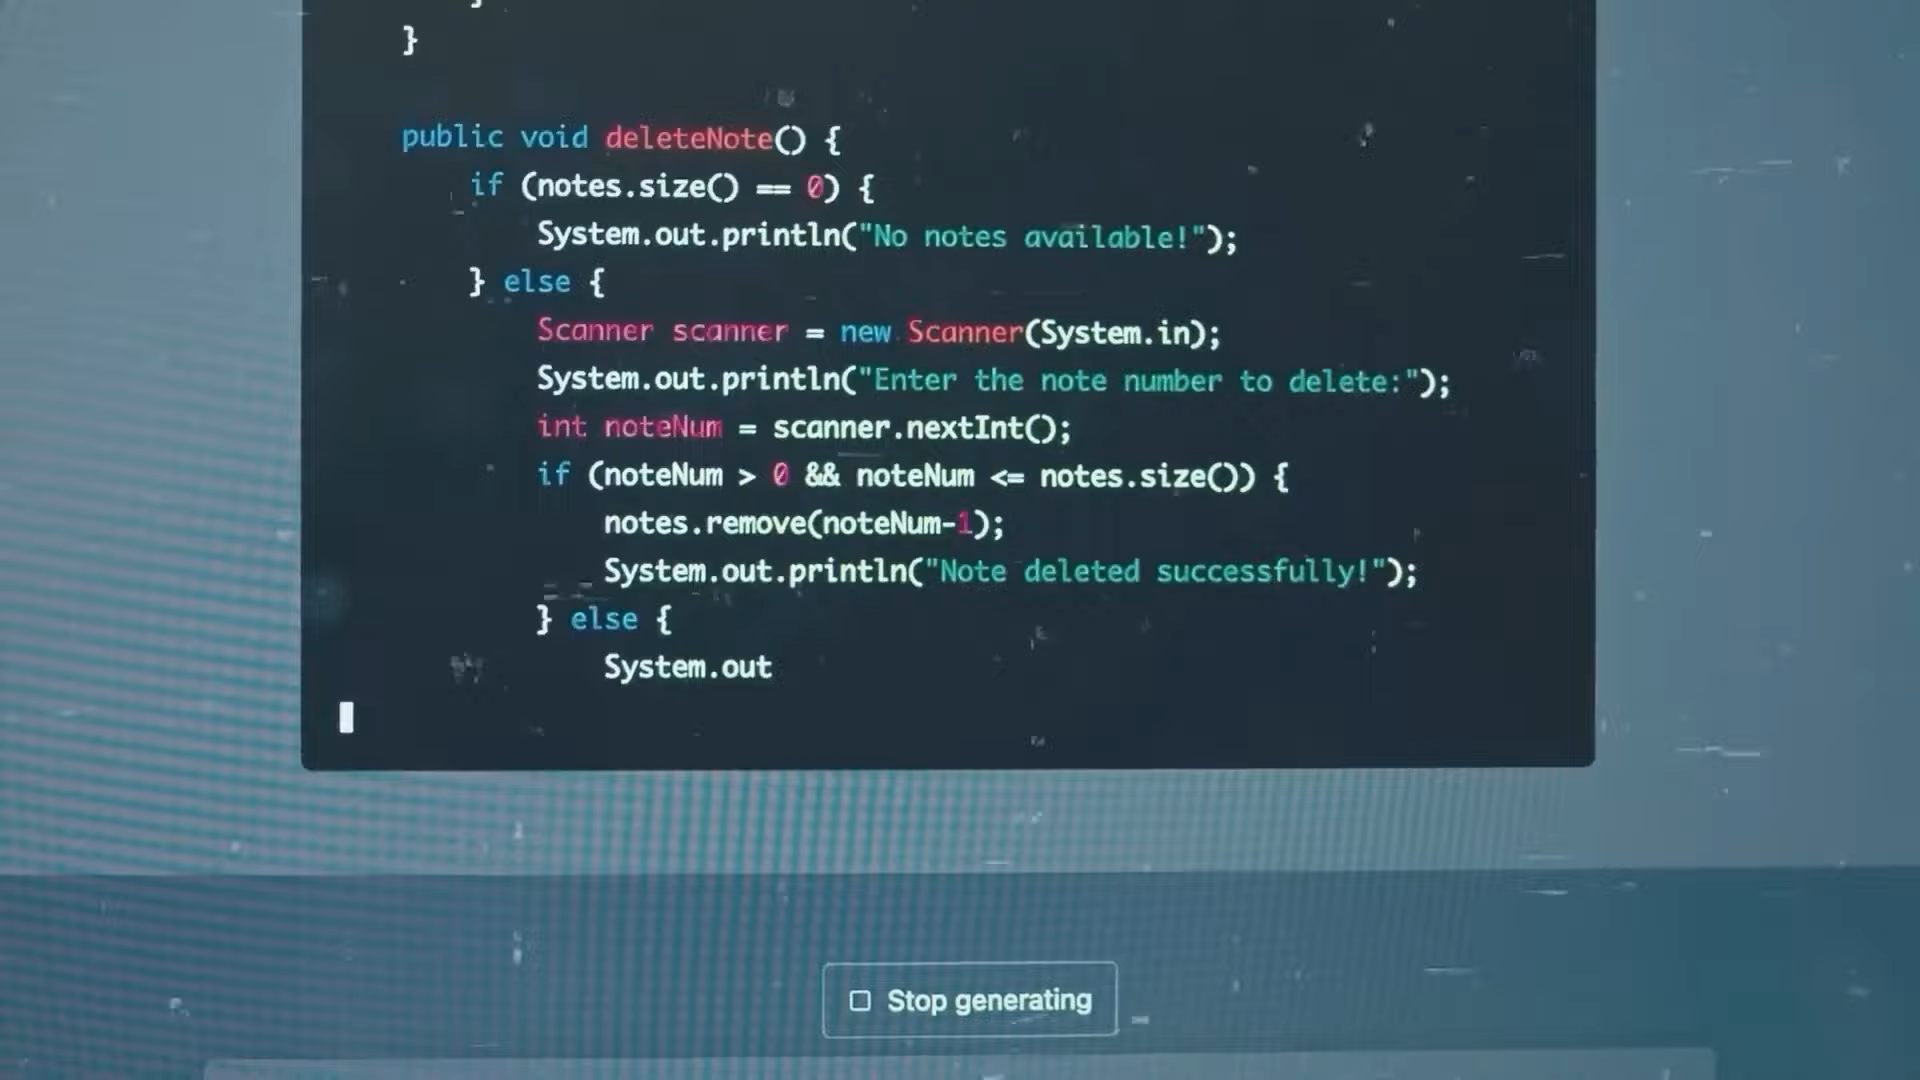 }
}
public void deleteNote() {
if (notes.size() == 0) {
System.out.println("No notes available!");
} else {
Scanner scanner = new Scanner(System.in);
System.out.println("Enter the note number to delete:");
int noteNum = scanner.nextInt();
if (noteNum > 0 && noteNum <= notes.size()) {
notes.remove(noteNum-1);
System.out.println("Note deleted successfully!");
} else {
System.out
Stop generating